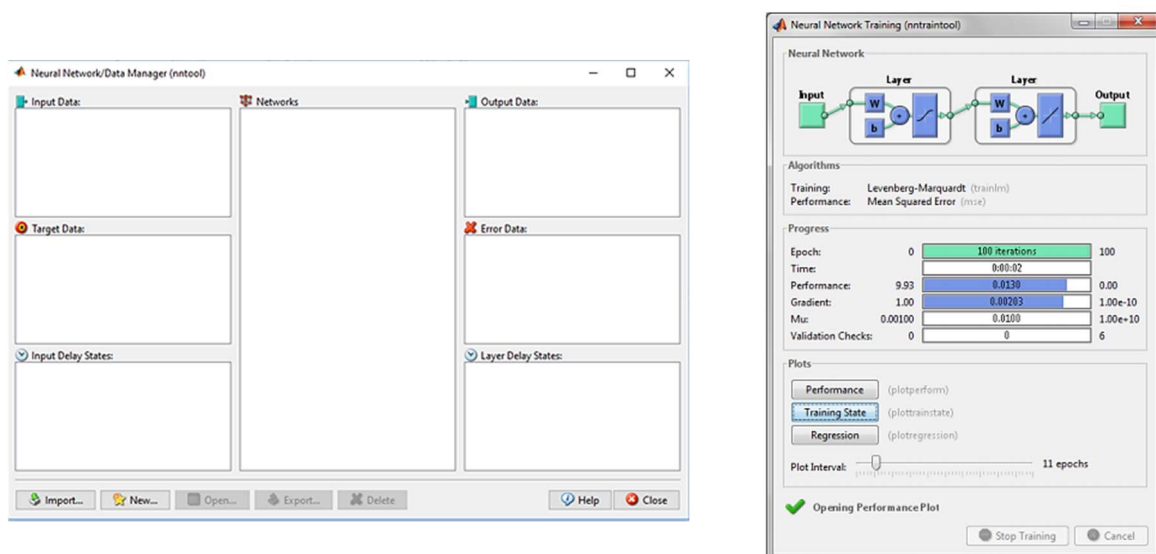 Neural Network/Data Manager (nntool)
Input Data:
Networks
Output Data:
Target Data:
Error Data:
Input Delay States:
Layer Delay States:
Import...
New...
Open...
Export...
Delete
Help
Close
Neural Network Training (nntraintool)
Neural Network
Layer
Layer
Input
Output
W
b
+
W
b
+
Algorithms
Training: Levenberg-Marquardt (trainlm)
Performance: Mean Squared Error (mse)
Progress
Epoch: 0 100 iterations 100
Time: 0:00:02
Performance: 9.93 0.0130 0.00
Gradient: 1.00 0.00203 1.00e-10
Mu: 0.00100 0.0100 1.00e+10
Validation Checks: 0 0 6
Plots
Performance (plotperform)
Training State (plottrainstate)
Regression (plotregression)
Plot Interval: 11 epochs
Opening Performance Plot
Stop Training
Cancel